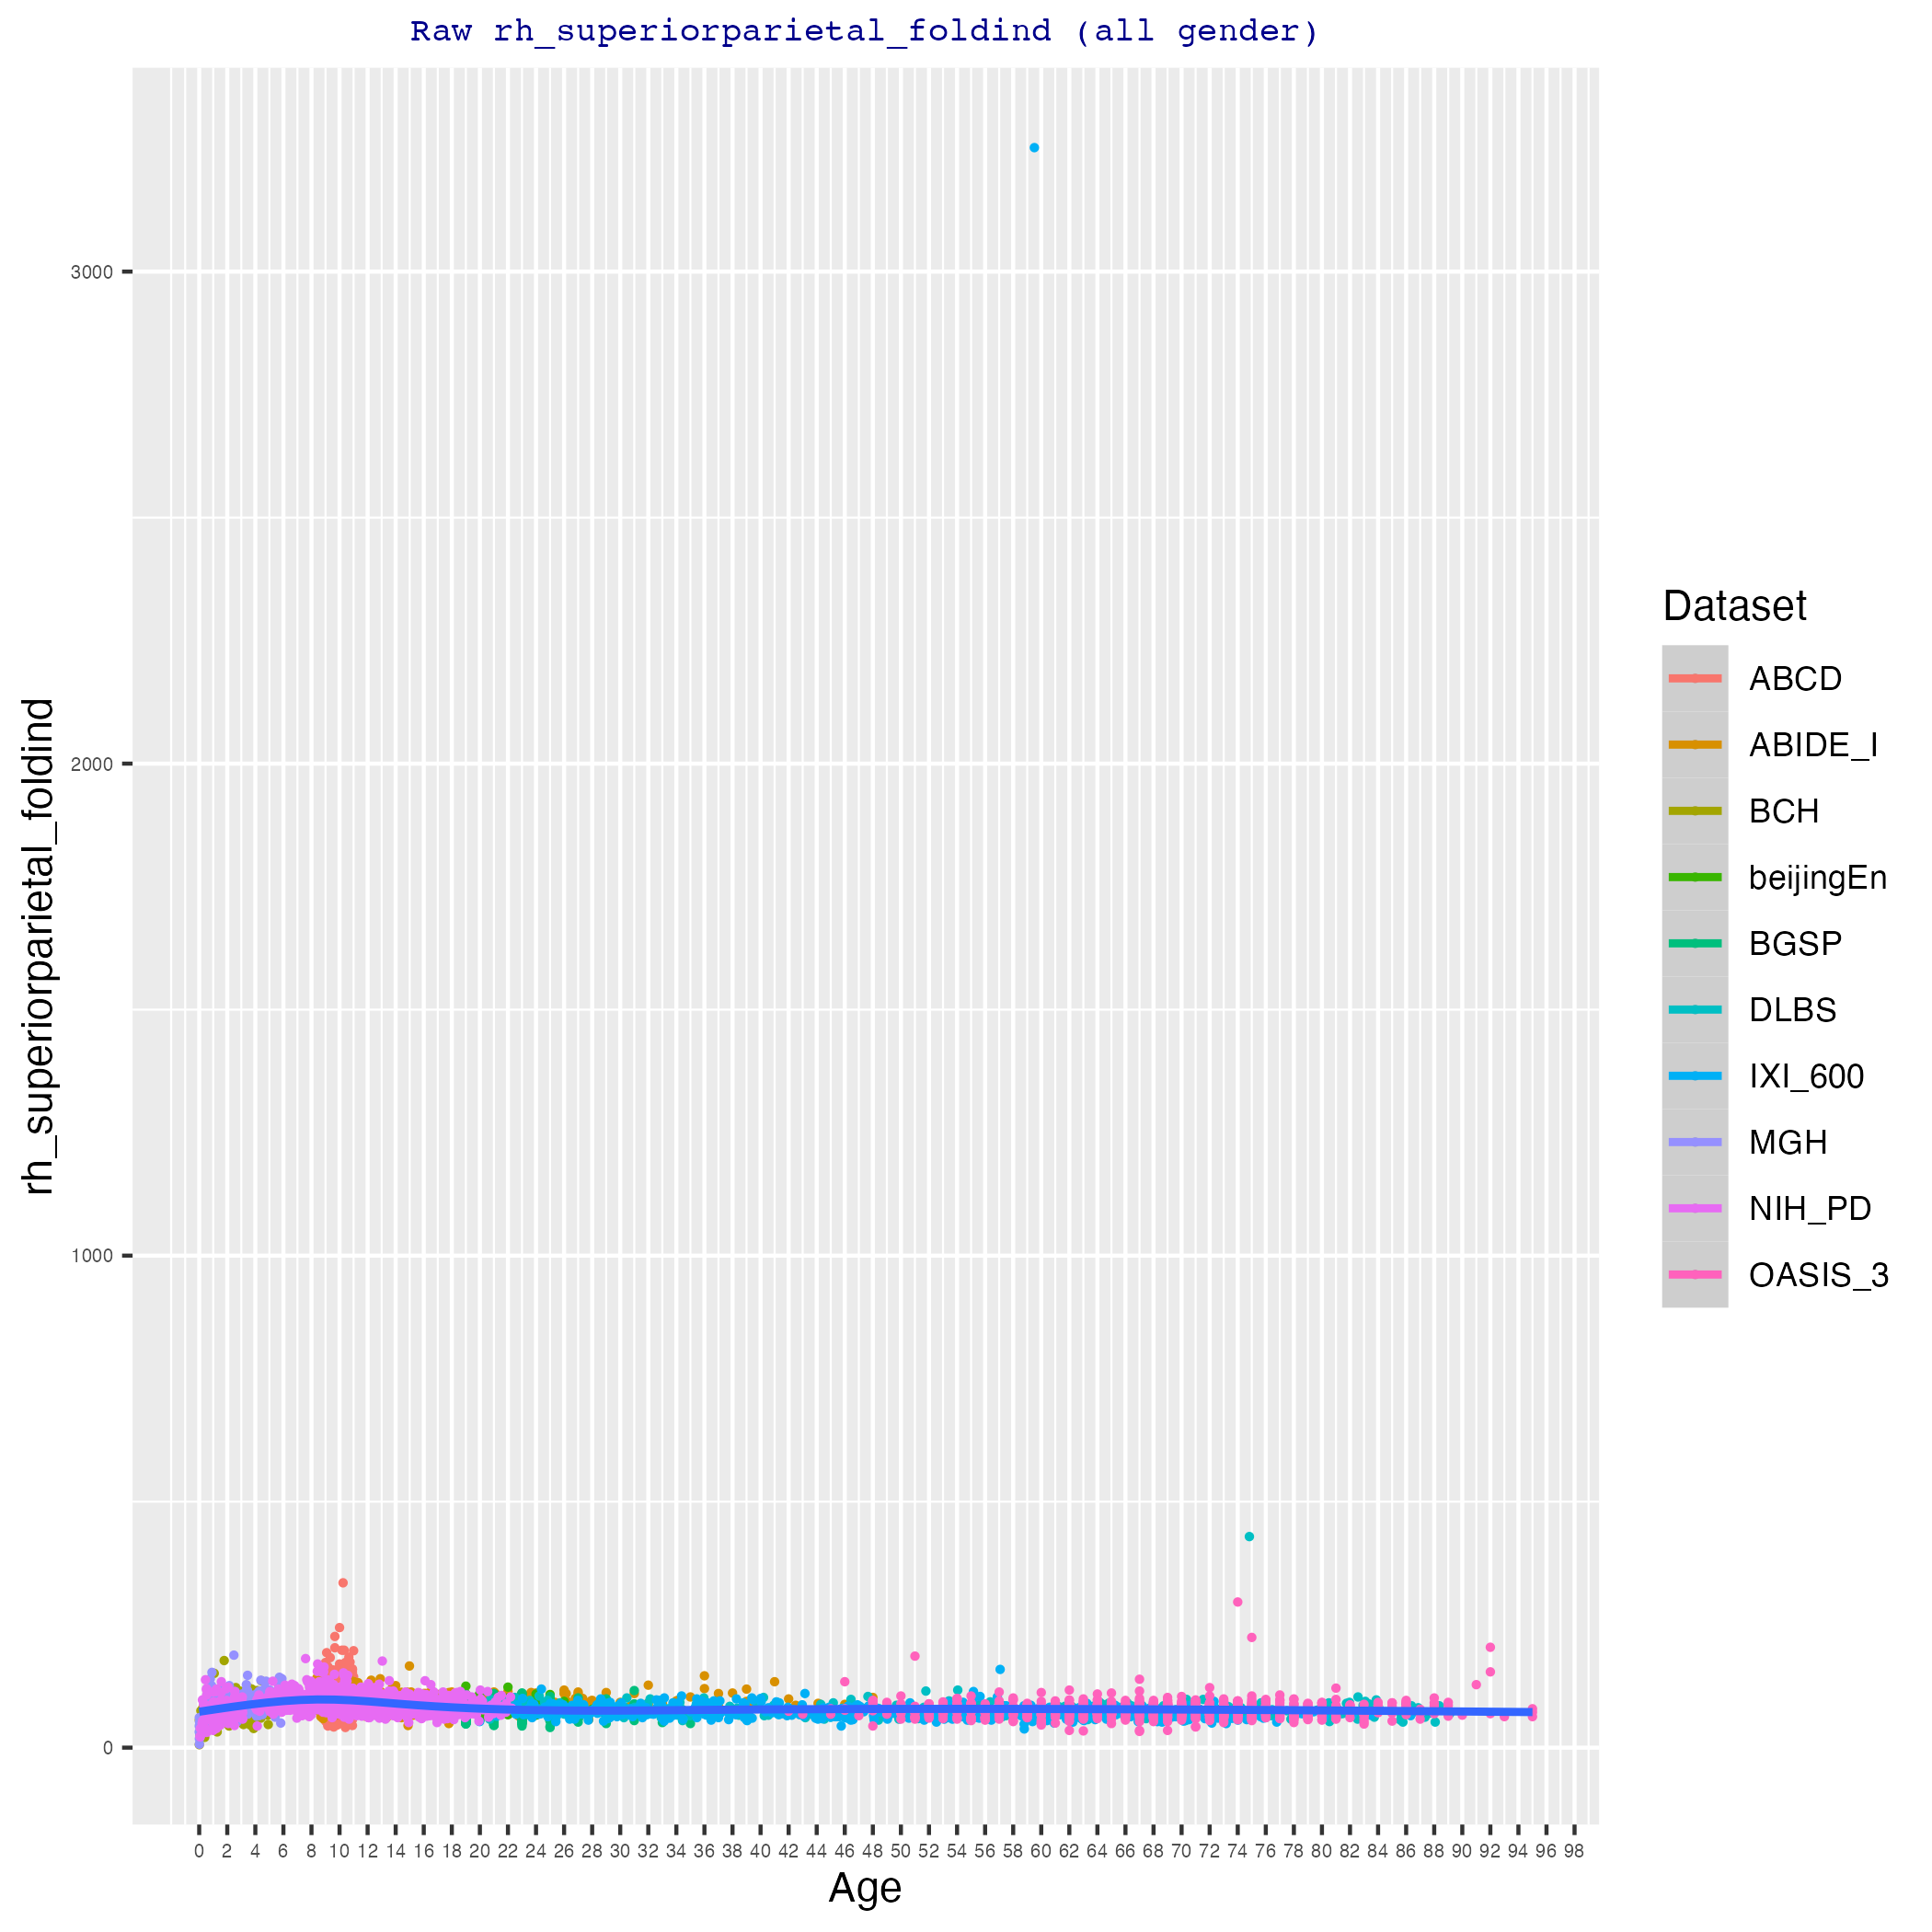 Raw rh_superiorparietal_foldind (all gender)
rh_superiorparietal_foldind
3000
2000
1000
0
0 2 4 6 8 10 12 14 16 18 20 22 24 26 28 30 32 34 36 38 40 42 44 46 48 50 52 54 56 58 60 62 64 66 68 70 72 74 76 78 80 82 84 86 88 90 92 94 96 98
Age
Dataset
ABCD
ABIDE_I
BCH
beijingEn
BGSP
DLBS
IXI_600
MGH
NIH_PD
OASIS_3